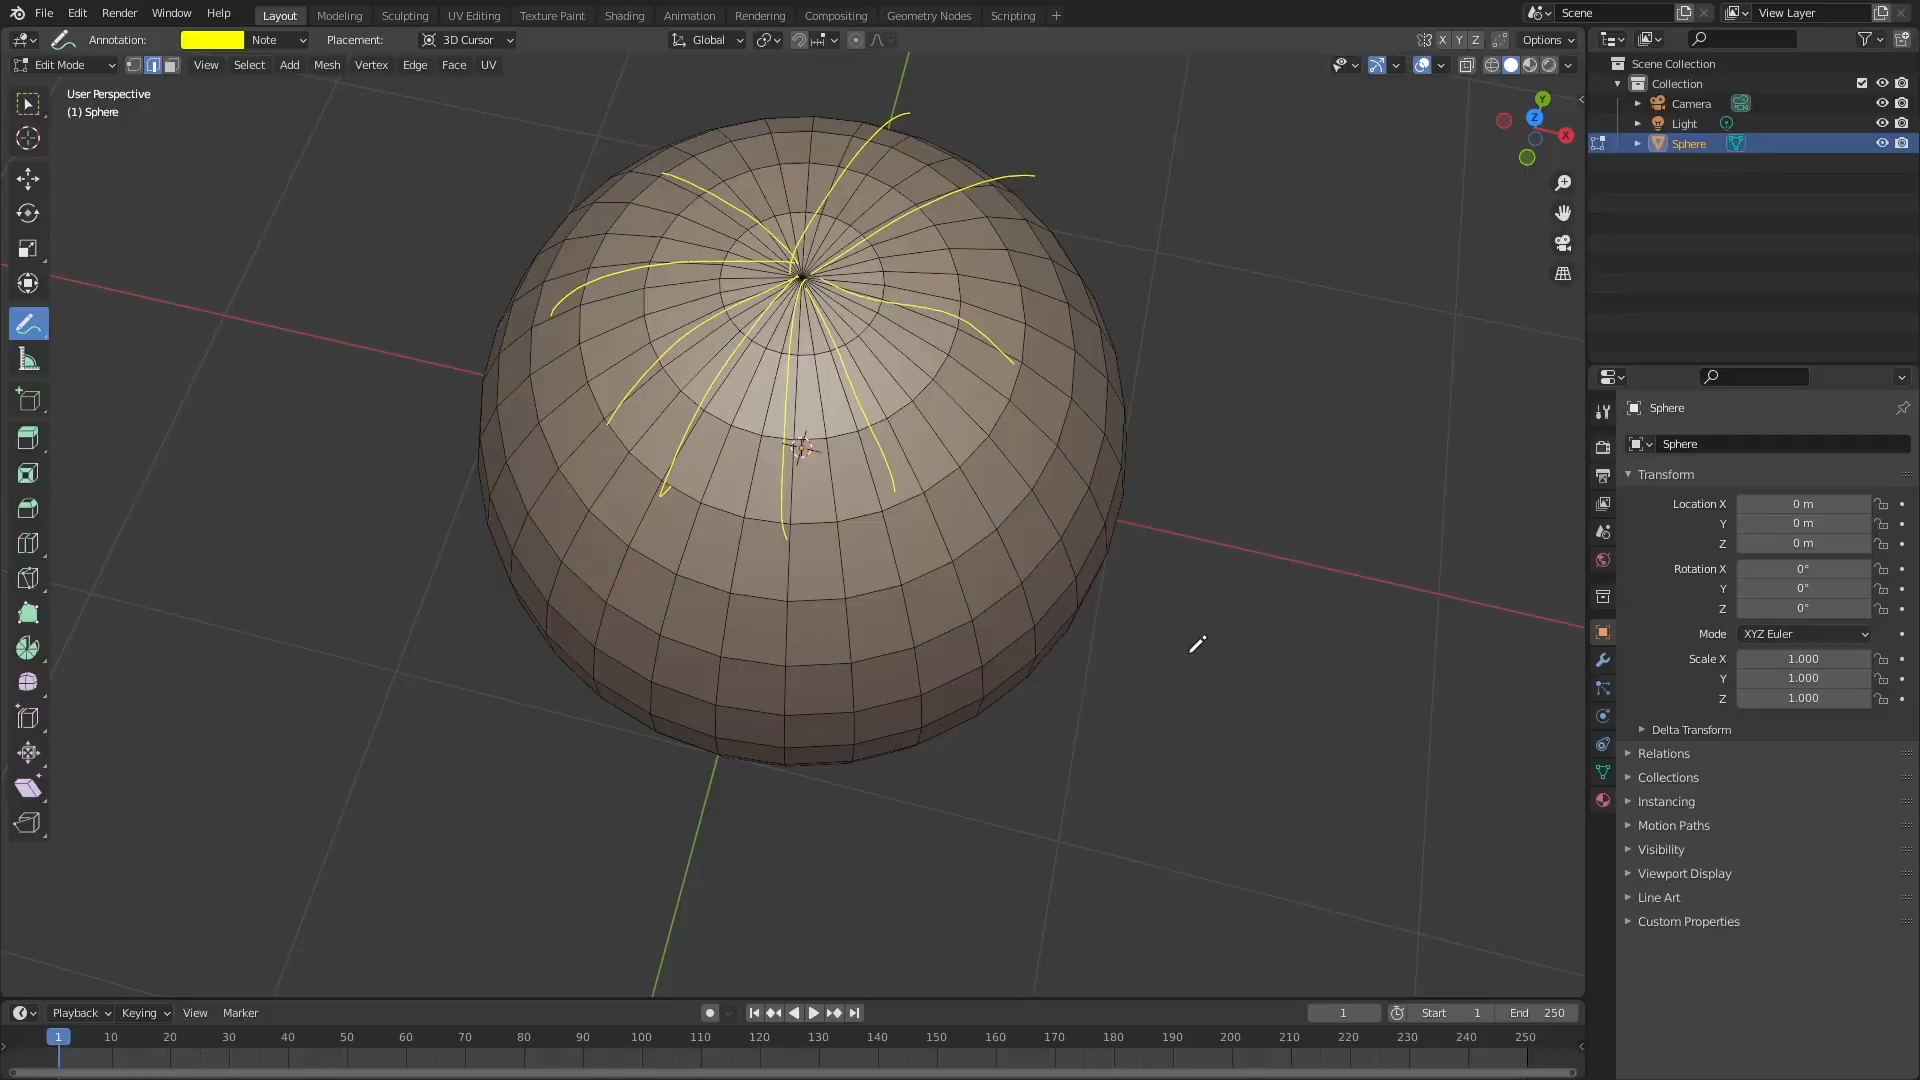 File Edit Render Window Help
Layout Modeling Sculpting UV Editing Texture Paint Shading Animation Rendering Compositing Geometry Nodes Scripting +
Scene View Layer
Annotation: Note Placement: 3D Cursor Global X Y Z Options
Edit Mode View Select Add Mesh Vertex Edge Face UV
User Perspective
(1) Sphere
Y
Z
X
Scene Collection
Collection
Camera
Light
Sphere
Sphere
Sphere
Transform
Location X 0 m
Y 0 m
Z 0 m
Rotation X 0°
Y 0°
Z 0°
Mode XYZ Euler
Scale X 1.000
Y 1.000
Z 1.000
Delta Transform
Relations
Collections
Instancing
Motion Paths
Visibility
Viewport Display
Line Art
Custom Properties
Playback Keying View Marker 1 Start 1 End 250
1 10 20 30 40 50 60 70 80 90 100 110 120 130 140 150 160 170 180 190 200 210 220 230 240 250